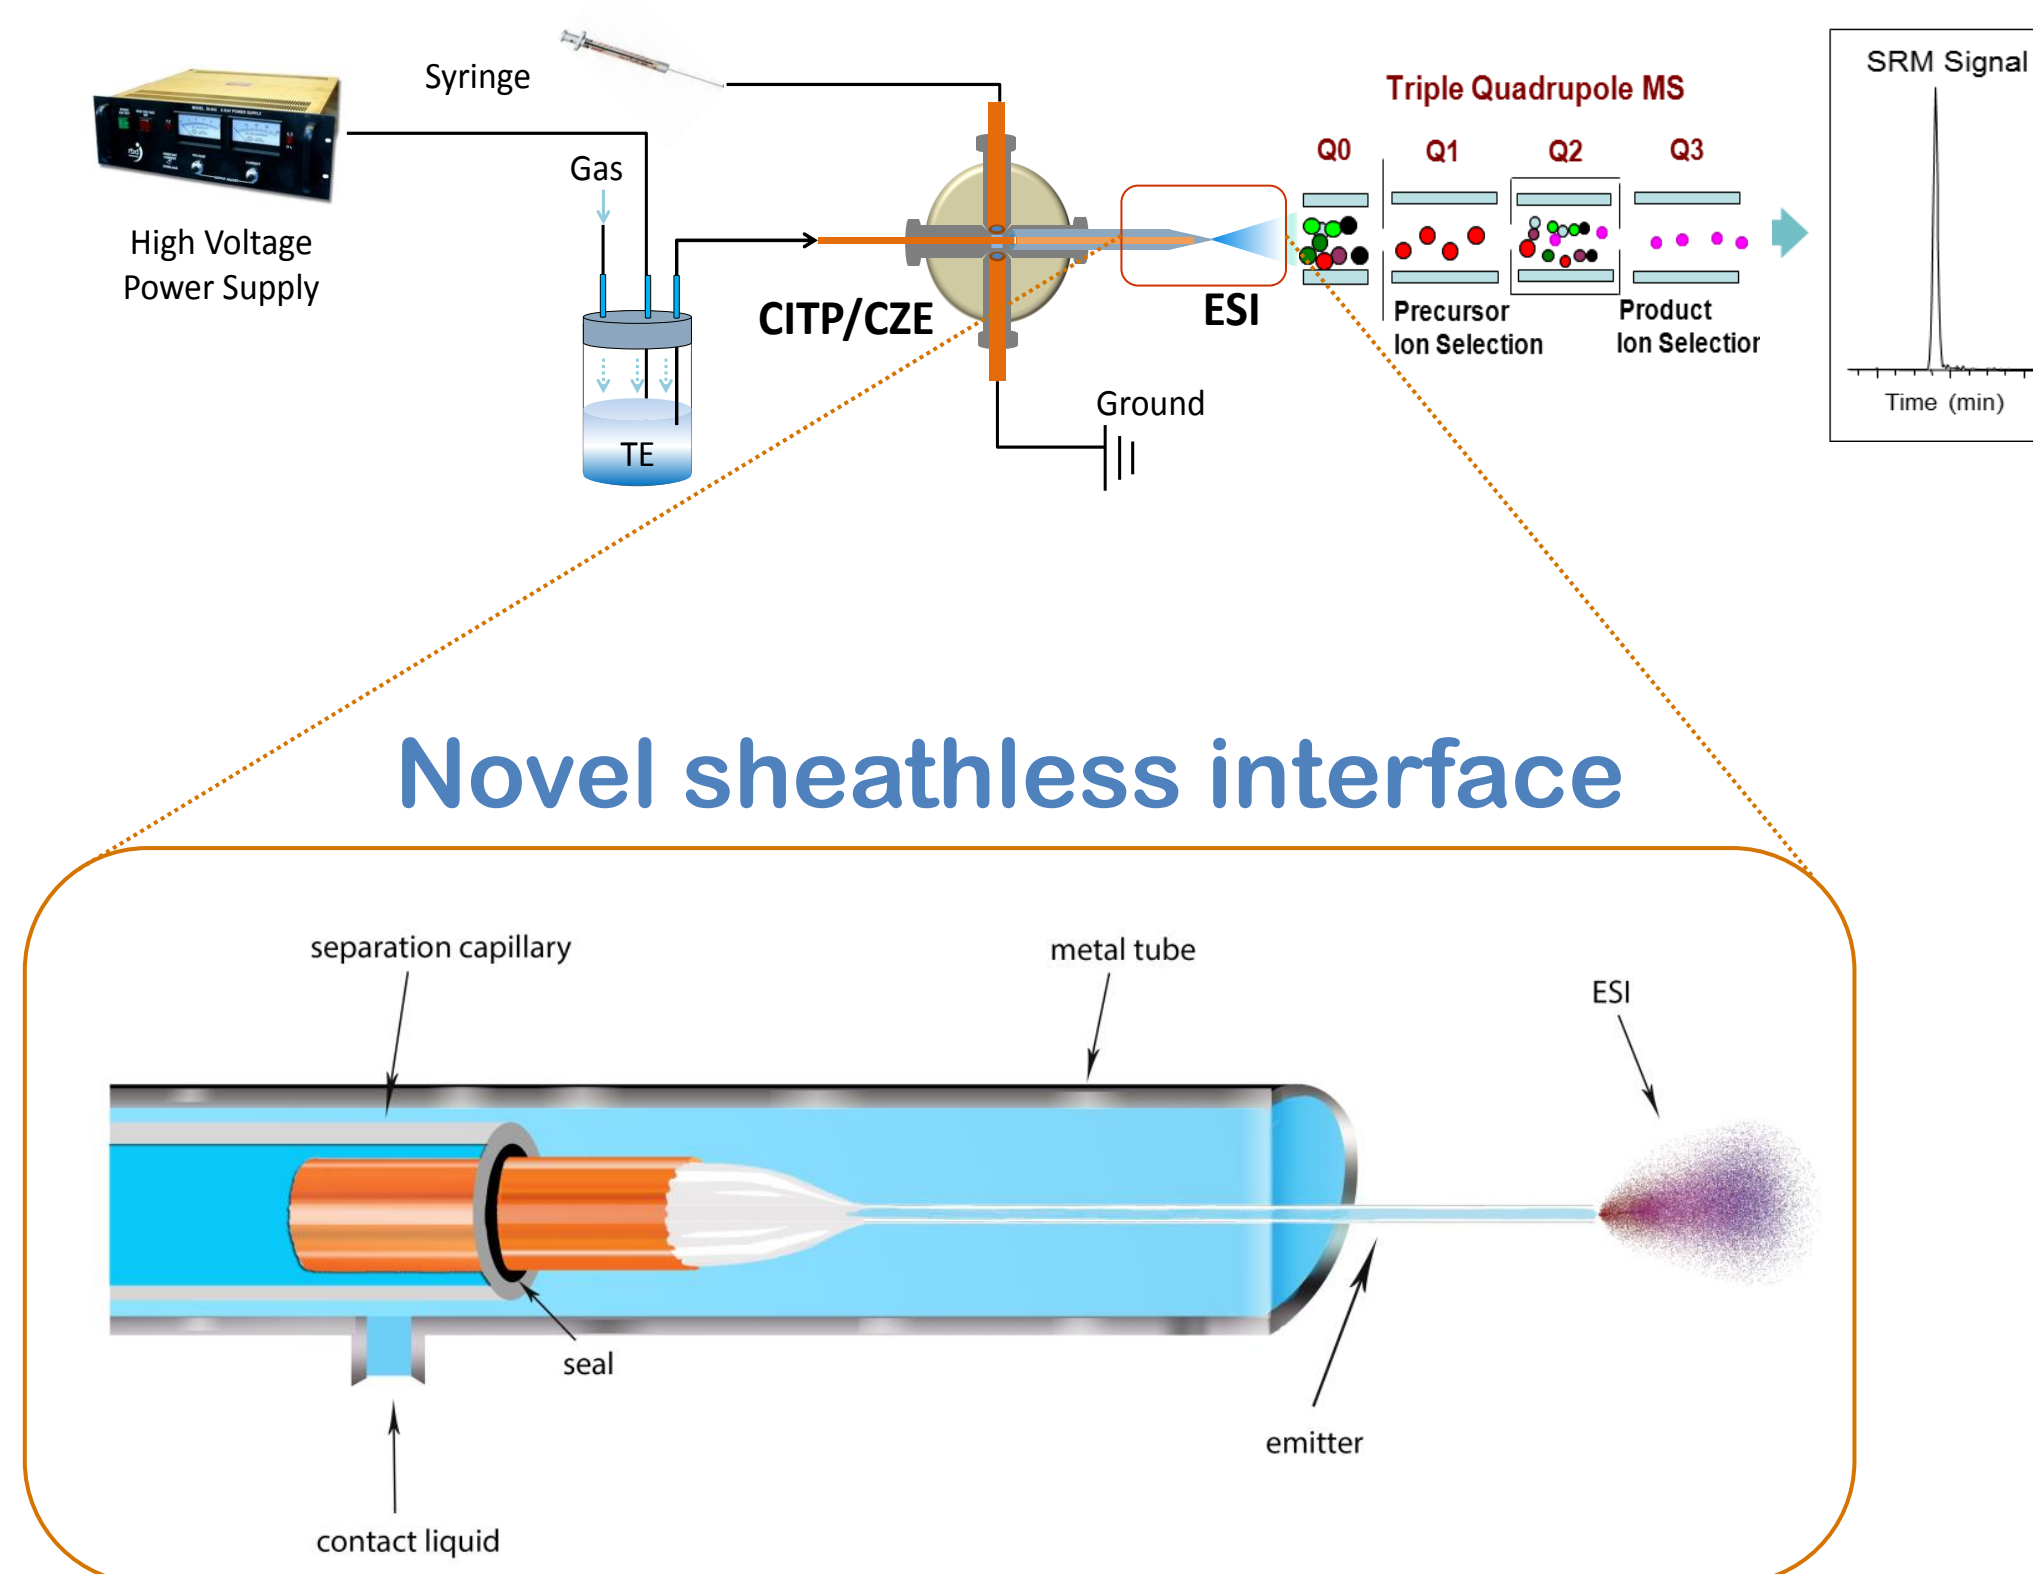 Syringe
High Voltage
Power Supply
Gas
TE
CITP/CZE
Ground
ESI
Triple Quadrupole MS
Q0
Q1
Q2
Q3
Precursor
Ion Selection
Product
Ion Selection
SRM Signal
Time (min)
Novel sheathless interface
separation capillary
metal tube
ESI
seal
emitter
contact liquid